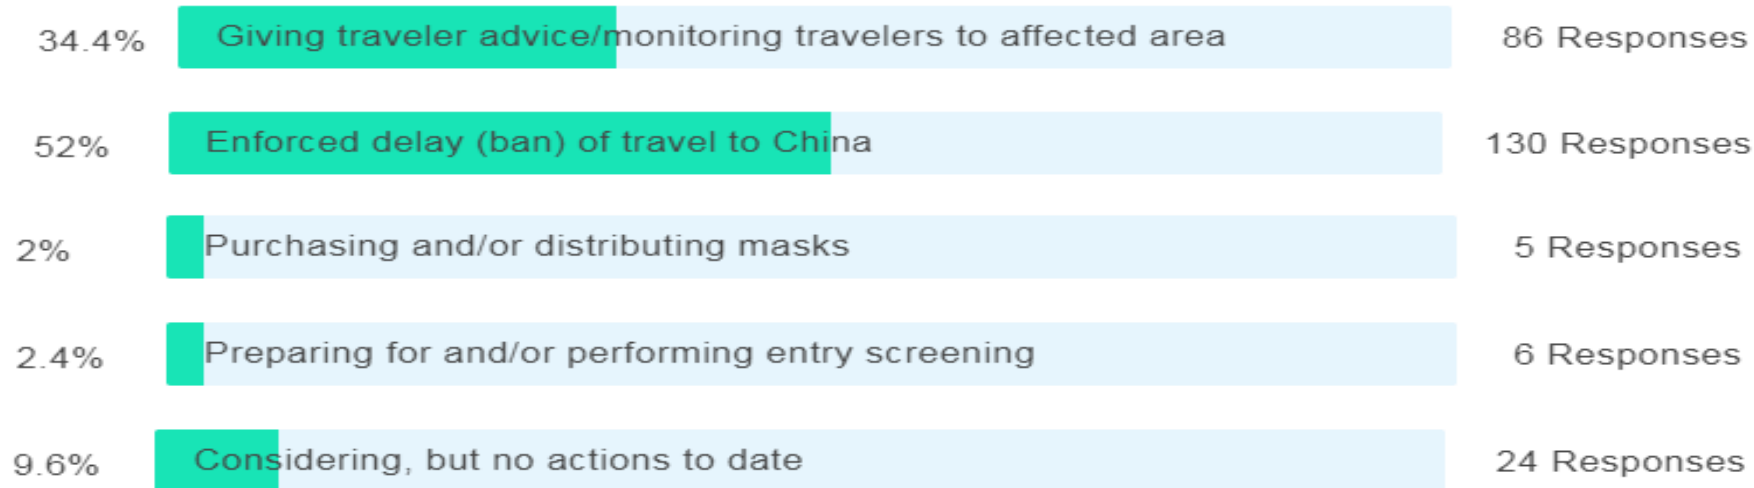 34.4% Giving traveler advice/monitoring travelers to affected area 86 Responses
52% Enforced delay (ban) of travel to China 130 Responses
2% Purchasing and/or distributing masks 5 Responses
2.4% Preparing for and/or performing entry screening 6 Responses
9.6% Considering, but no actions to date 24 Responses